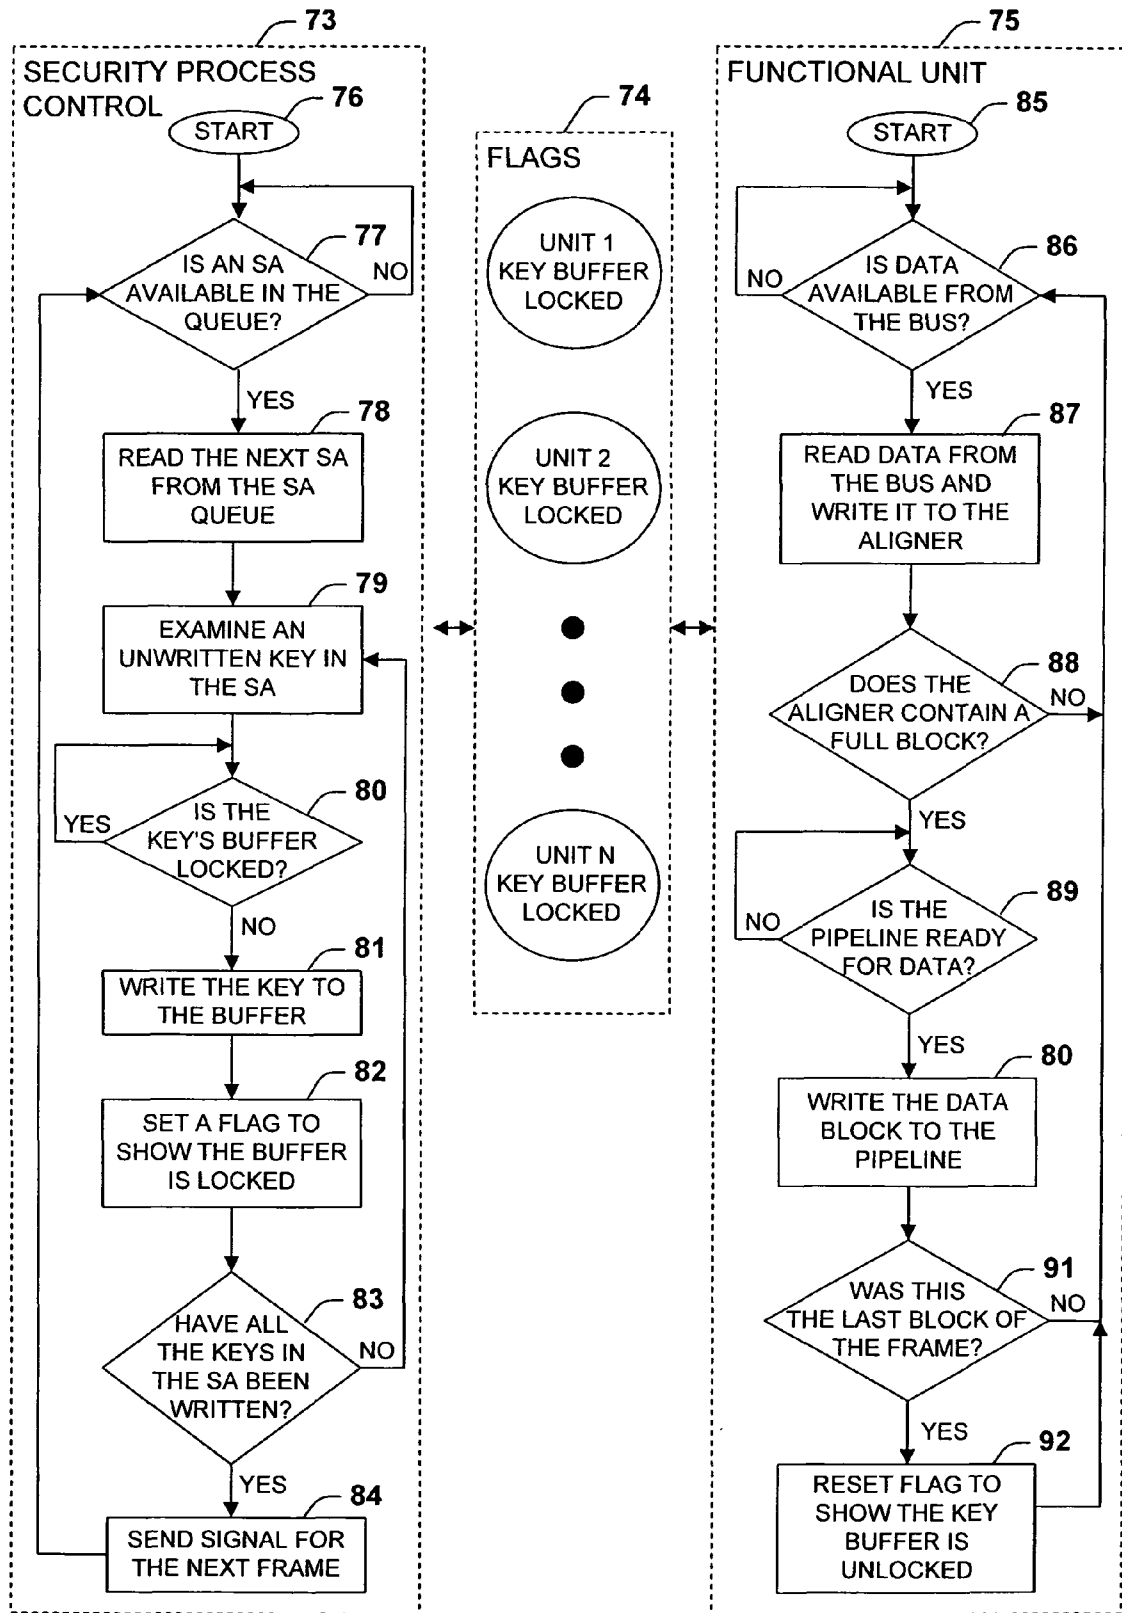 73
SECURITY PROCESS
CONTROL
76
START
77
IS AN SA
AVAILABLE IN THE
QUEUE?
NO
YES
78
READ THE NEXT SA
FROM THE SA
QUEUE
79
EXAMINE AN
UNWRITTEN KEY IN
THE SA
80
IS THE
KEY'S BUFFER
LOCKED?
YES
NO
81
WRITE THE KEY TO
THE BUFFER
82
SET A FLAG TO
SHOW THE BUFFER
IS LOCKED
83
HAVE ALL
THE KEYS IN
THE SA BEEN
WRITTEN?
NO
YES
84
SEND SIGNAL FOR
THE NEXT FRAME
74
FLAGS
UNIT 1
KEY BUFFER
LOCKED
UNIT 2
KEY BUFFER
LOCKED
UNIT N
KEY BUFFER
LOCKED
75
FUNCTIONAL UNIT
85
START
86
IS DATA
AVAILABLE FROM
THE BUS?
NO
YES
87
READ DATA FROM
THE BUS AND
WRITE IT TO THE
ALIGNER
88
DOES THE
ALIGNER CONTAIN A
FULL BLOCK?
NO
YES
89
IS THE
PIPELINE READY
FOR DATA?
NO
YES
80
WRITE THE DATA
BLOCK TO THE
PIPELINE
91
WAS THIS
THE LAST BLOCK OF
THE FRAME?
NO
YES
92
RESET FLAG TO
SHOW THE KEY
BUFFER IS
UNLOCKED